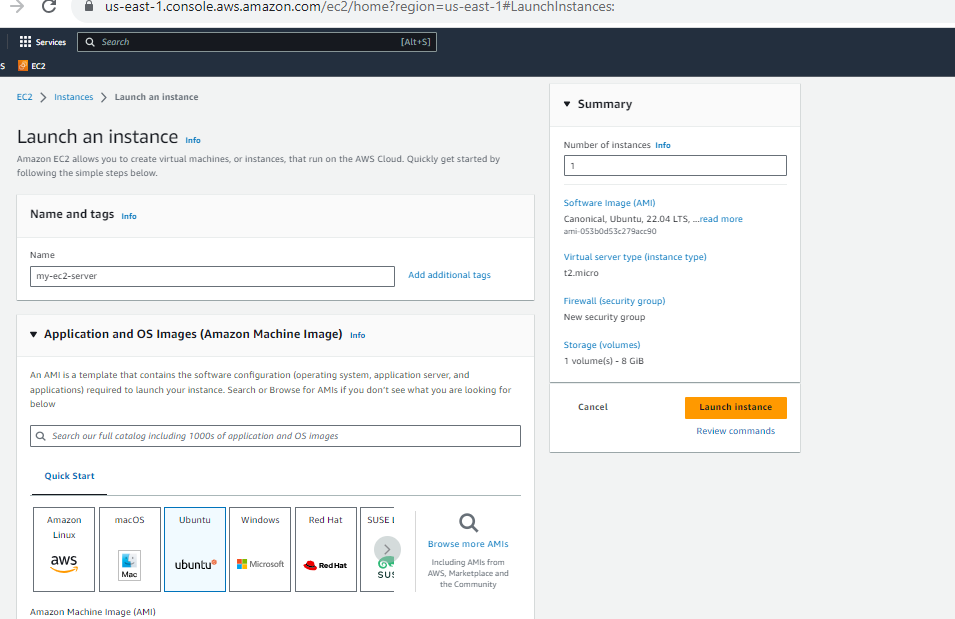 us-east-1.console.aws.amazon.com/ec2/home?region=us-east-1#LaunchInstances:
Services
Search
[Alt+S]
S
EC2
EC2 > Instances > Launch an instance
Launch an instance Info
Amazon EC2 allows you to create virtual machines, or instances, that run on the AWS Cloud. Quickly get started by
following the simple steps below.
Name and tags Info
Name
my-ec2-server
Add additional tags
Application and OS Images (Amazon Machine Image) Info
An AMI is a template that contains the software configuration (operating system, application server, and
applications) required to launch your instance. Search or Browse for AMIs if you don't see what you are looking for
below
Search our full catalog including 1000s of application and OS images
Quick Start
Amazon
Linux
aws
macOS
Mac
Ubuntu
ubuntu
Windows
Microsoft
Red Hat
Red Hat
SUSE L
SUS
Browse more AMIs
Including AMIs from
AWS, Marketplace and
the Community
Amazon Machine Image (AMI)
Summary
Number of instances Info
1
Software Image (AMI)
Canonical, Ubuntu, 22.04 LTS, ...read more
ami-053b0d53c279acc90
Virtual server type (instance type)
t2.micro
Firewall (security group)
New security group
Storage (volumes)
1 volume(s) - 8 GiB
Cancel
Launch instance
Review commands